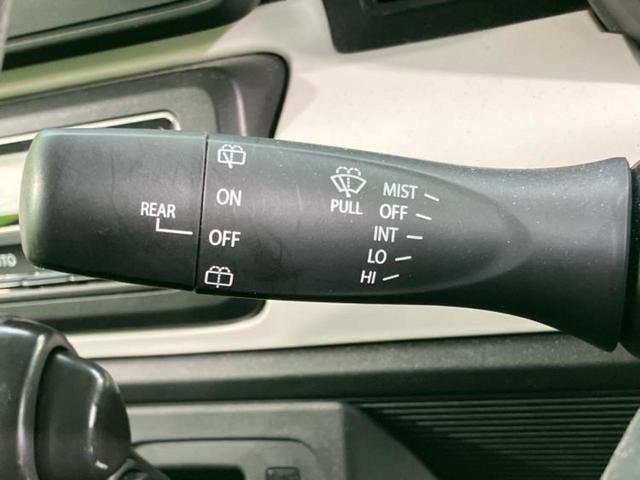 REAR
ON
OFF
PULL
MIST
OFF
INT
LO
HI